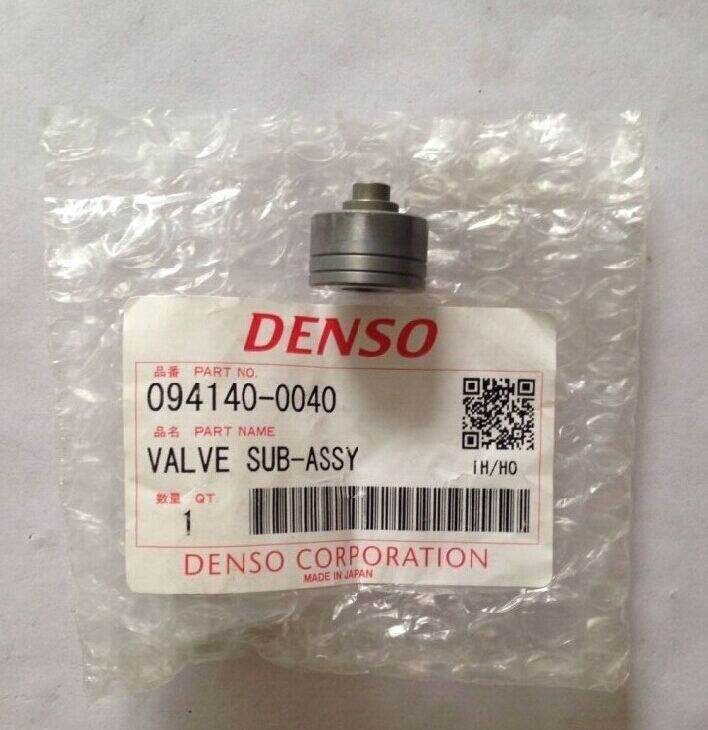 DENSO
品番 PART NO.
094140-0040
品名 PART NAME
VALVE SUB-ASSY
IH/HO
数量 QT
1
DENSO CORPORATION
MADE IN JAPAN